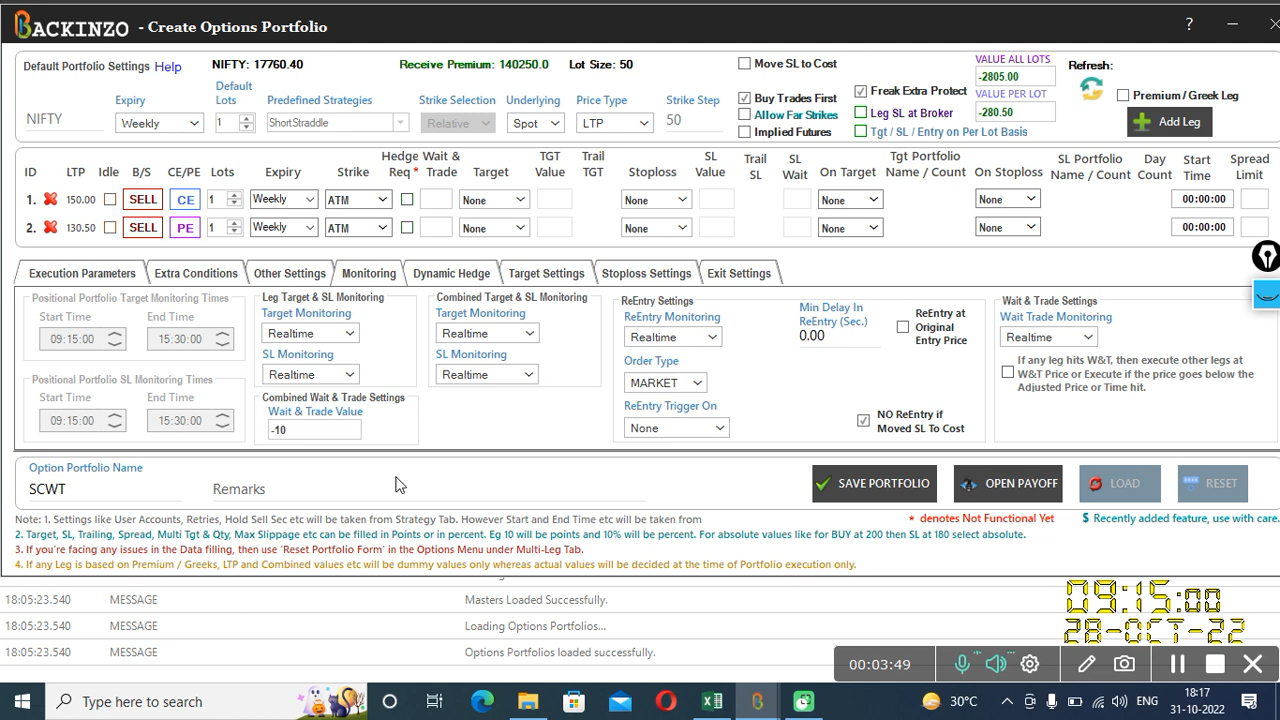 BACKINZO - Create Options Portfolio ?
Default Portfolio Settings Help NIFTY: 17760.40 Receive Premium: 140250.0 Lot Size: 50 Move SL to Cost VALUE ALL LOTS Refresh:
-2805.00
Default Lots Buy Trades First Freak Extra Protect VALUE PER LOT Premium / Greek Leg
Expiry Predefined Strategies Strike Selection Underlying Price Type Strike Step Allow Far Strikes Leg SL at Broker -280.50
NIFTY Weekly 1 ShortStraddle Relative Spot LTP 50 Implied Futures Tgt / SL / Entry on Per Lot Basis Add Leg
ID LTP Idle B/S CE/PE Lots Expiry Strike Hedge Req * Wait & Trade Target TGT Value Trail TGT Stoploss SL Value Trail SL SL Wait On Target Tgt Portfolio Name / Count On Stoploss SL Portfolio Name / Count Day Count Start Time Spread Limit
1. 150.00 SELL CE 1 Weekly ATM None None None None 00:00:00
2. 130.50 SELL PE 1 Weekly ATM None None None None 00:00:00
Execution Parameters Extra Conditions Other Settings Monitoring Dynamic Hedge Target Settings Stoploss Settings Exit Settings
Positional Portfolio Target Monitoring Times
Start Time End Time
09:15:00 15:30:00
Positional Portfolio SL Monitoring Times
Start Time End Time
09:15:00 15:30:00
Leg Target & SL Monitoring
Target Monitoring
Realtime
SL Monitoring
Realtime
Combined Wait & Trade Settings
Wait & Trade Value
-10
Combined Target & SL Monitoring
Target Monitoring
Realtime
SL Monitoring
Realtime
ReEntry Settings
ReEntry Monitoring
Realtime
Order Type
MARKET
ReEntry Trigger On
None
Min Delay In
ReEntry (Sec.)
0.00
ReEntry at
Original
Entry Price
NO ReEntry if
Moved SL To Cost
Wait & Trade Settings
Wait Trade Monitoring
Realtime
If any leg hits W&T, then execute other legs at
W&T Price or Execute if the price goes below the
Adjusted Price or Time hit.
Option Portfolio Name
SCWT Remarks SAVE PORTFOLIO OPEN PAYOFF LOAD RESET
Note: 1. Settings like User Accounts, Retries, Hold Sell Sec etc will be taken from Strategy Tab. However Start and End Time etc will be taken from * denotes Not Functional Yet $ Recently added feature, use with care.
2. Target, SL, Trailing, Spread, Multi Tgt & Qty, Max Slippage etc can be filled in Points or in percent. Eg 10 will be points and 10% will be percent. For absolute values like for BUY at 200 then SL at 180 select absolute.
3. If you're facing any issues in the Data filling, then use 'Reset Portfolio Form' in the Options Menu under Multi-Leg Tab.
4. If any Leg is based on Premium / Greeks, LTP and Combined values etc will be dummy values only whereas actual values will be decided at the time of Portfolio execution only.
18:05:23.540 MESSAGE Masters Loaded Successfully.
18:05:23.540 MESSAGE Loading Options Portfolios...
18:05:23.540 MESSAGE Options Portfolios loaded successfully.
09:15:00
28-OCT-22
00:03:49
Type here to search 30°C ENG 18:17
31-10-2022